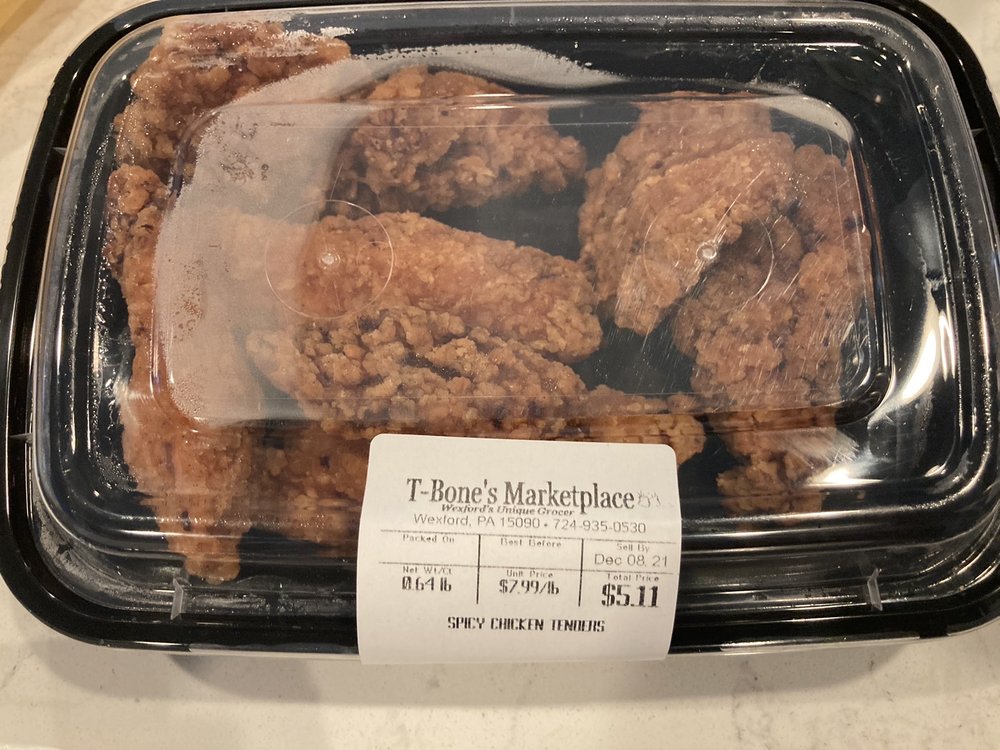 T-Bone's Marketplace
Wexford's Unique Grocer
Wexford, PA 15090 • 724-935-0530
Packed On Best Before Sell By
Dec 08, 21
Net Wt/Ct Unit Price Total Price
0.64 lb $7.99/lb $5.11
SPICY CHICKEN TENDERS